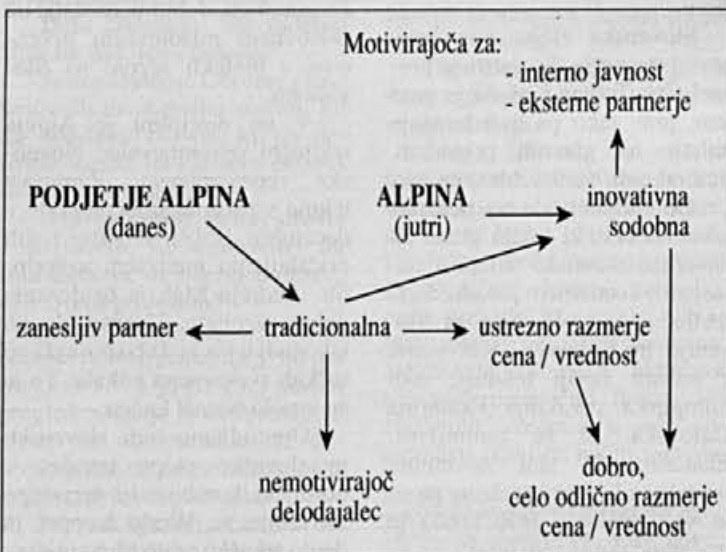 Motivirajoča za:
- interno javnost
- eksterne partnerje
PODJETJE ALPINA
(danes)
ALPINA
(jutri)
inovativna
sodobna
zanesljiv partner
tradicionalna
ustrezno razmerje
cena / vrednost
nemotivirajoč
delodajalec
dobro,
celo odlično razmerje
cena / vrednost